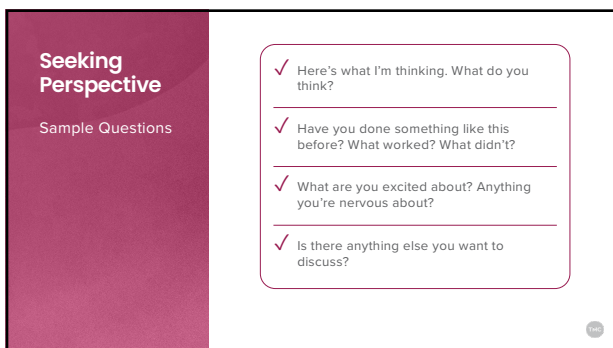 Seeking
Perspective
Sample Questions
Here's what I'm thinking. What do you
think?
Have you done something like this
before? What worked? What didn't?
What are you excited about? Anything
you're nervous about?
Is there anything else you want to
discuss?
TMC